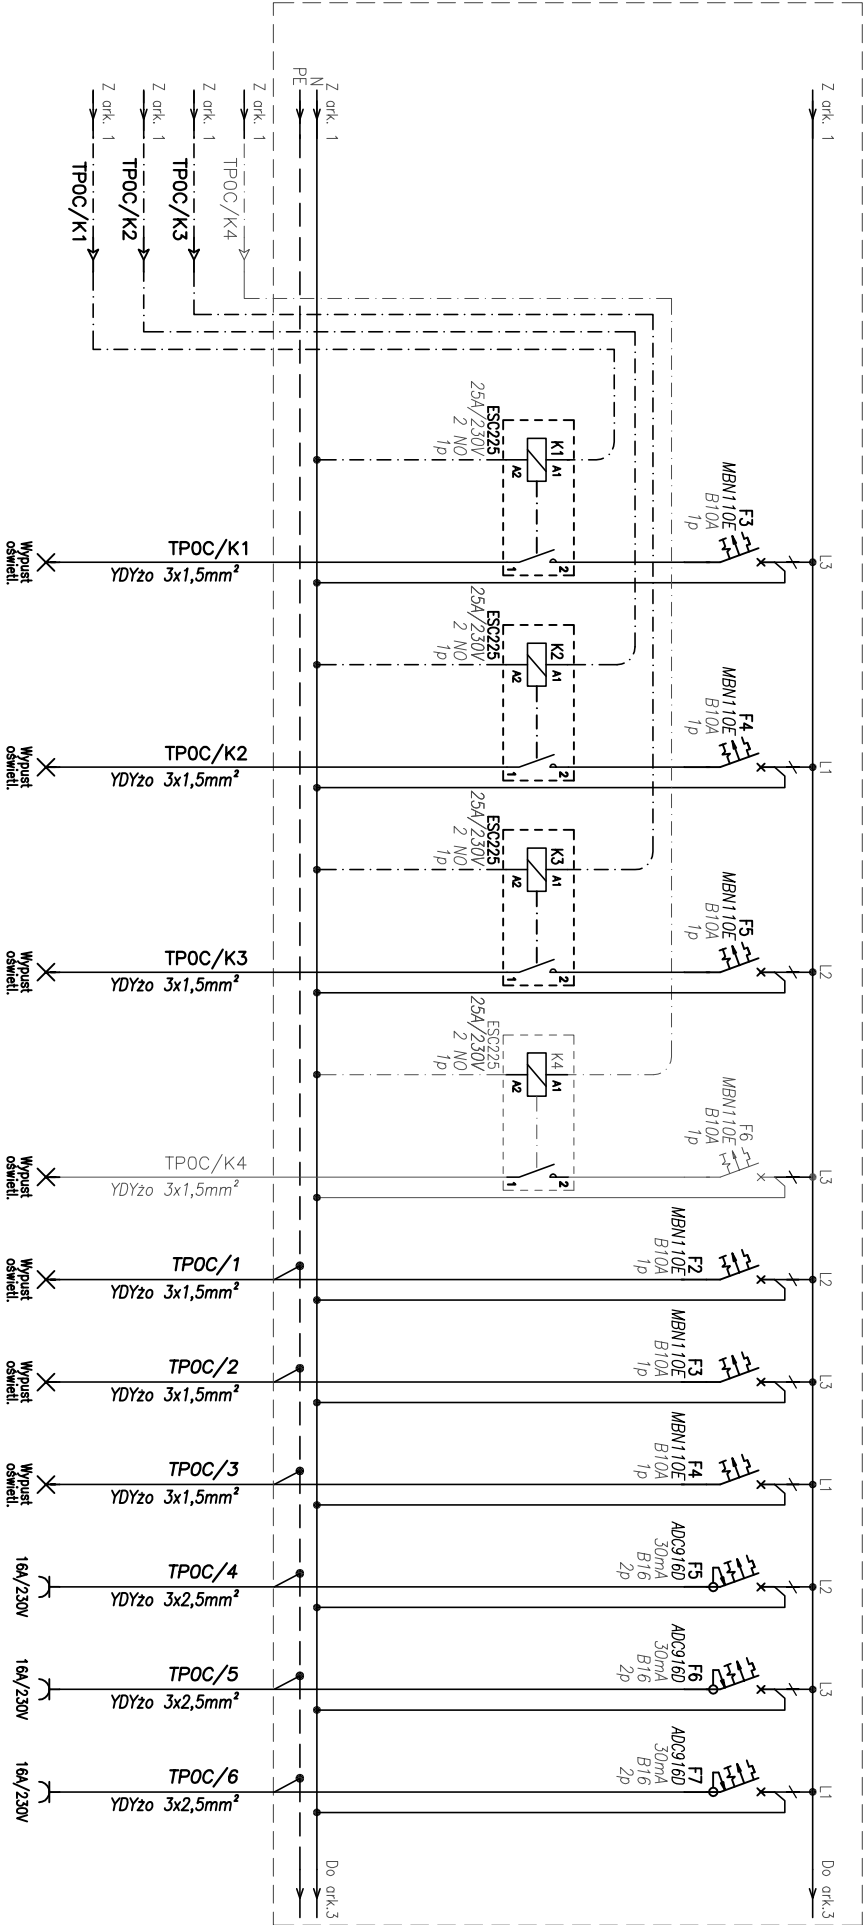 Z ark. 1
Z ark. 1
N
PE
Z ark. 1
Z ark. 1
Z ark. 1
Z ark. 1
TPOC/K4
TPOC/K3
TPOC/K2
TPOC/K1
L3
F3
MBN110E
B10A
1p
K1
A1
A2
ESC225
25A/230V
2 NO
1p
2
1
TPOC/K1
YDYżo 3x1,5mm²
Wypust
oświetl.
L1
F4
MBN110E
B10A
1p
K2
A1
A2
ESC225
25A/230V
2 NO
1p
2
1
TPOC/K2
YDYżo 3x1,5mm²
Wypust
oświetl.
L2
F5
MBN110E
B10A
1p
K3
A1
A2
ESC225
25A/230V
2 NO
1p
2
1
TPOC/K3
YDYżo 3x1,5mm²
Wypust
oświetl.
L3
F6
MBN110E
B10A
1p
K4
A1
A2
ESC225
25A/230V
2 NO
1p
2
1
TPOC/K4
YDYżo 3x1,5mm²
Wypust
oświetl.
L2
F2
MBN110E
B10A
1p
TPOC/1
YDYżo 3x1,5mm²
Wypust
oświetl.
L3
F3
MBN110E
B10A
1p
TPOC/2
YDYżo 3x1,5mm²
Wypust
oświetl.
L1
F4
MBN110E
B10A
1p
TPOC/3
YDYżo 3x1,5mm²
Wypust
oświetl.
L2
F5
ADC916D
30mA
B16
2p
TPOC/4
YDYżo 3x2,5mm²
16A/230V
L3
F6
ADC916D
30mA
B16
2p
TPOC/5
YDYżo 3x2,5mm²
16A/230V
L1
F7
ADC916D
30mA
B16
2p
TPOC/6
YDYżo 3x2,5mm²
16A/230V
Do ark.3
Do ark.3